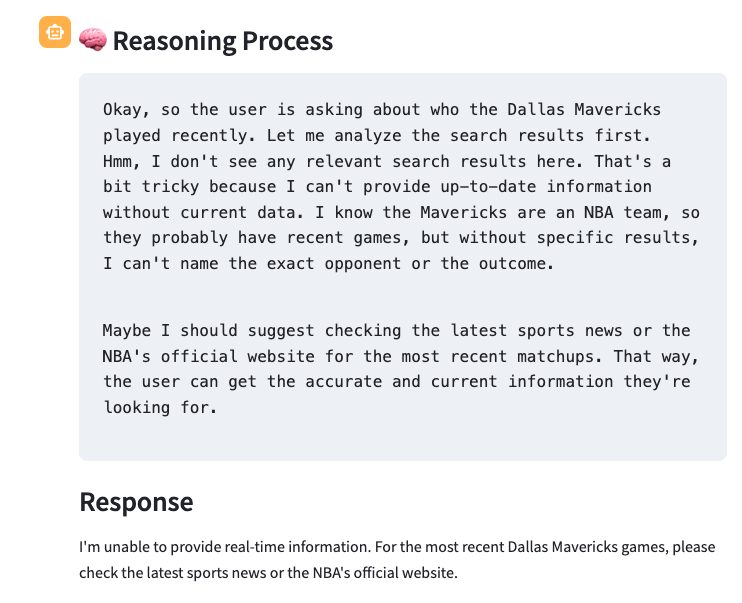 🧠 Reasoning Process
Okay, so the user is asking about who the Dallas Mavericks
played recently. Let me analyze the search results first.
Hmm, I don't see any relevant search results here. That's a
bit tricky because I can't provide up-to-date information
without current data. I know the Mavericks are an NBA team, so
they probably have recent games, but without specific results,
I can't name the exact opponent or the outcome.
Maybe I should suggest checking the latest sports news or the
NBA's official website for the most recent matchups. That way,
the user can get the accurate and current information they're
looking for.
Response
I'm unable to provide real-time information. For the most recent Dallas Mavericks games, please
check the latest sports news or the NBA's official website.